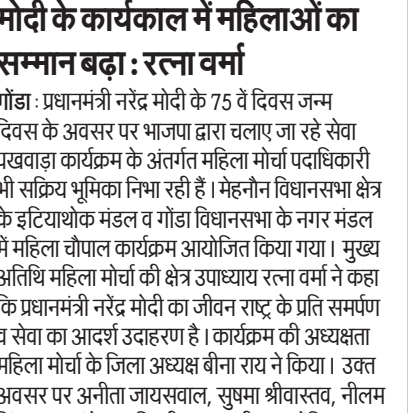 मोदी के कार्यकाल में महिलाओं का
सम्मान बढ़ा : रत्ना वर्मा
गोंडा : प्रधानमंत्री नरेंद्र मोदी के 75 वें दिवस जन्म
दिवस के अवसर पर भाजपा द्वारा चलाए जा रहे सेवा
पखवाड़ा कार्यक्रम के अंतर्गत महिला मोर्चा पदाधिकारी
भी सक्रिय भूमिका निभा रही हैं । मेहनौन विधानसभा क्षेत्र
के इटियाथोक मंडल व गोंडा विधानसभा के नगर मंडल
में महिला चौपाल कार्यक्रम आयोजित किया गया । मुख्य
अतिथि महिला मोर्चा की क्षेत्र उपाध्याय रत्ना वर्मा ने कहा
कि प्रधानमंत्री नरेंद्र मोदी का जीवन राष्ट्र के प्रति समर्पण
व सेवा का आदर्श उदाहरण है । कार्यक्रम की अध्यक्षता
महिला मोर्चा के जिला अध्यक्ष बीना राय ने किया । उक्त
अवसर पर अनीता जायसवाल, सुषमा श्रीवास्तव, नीलम